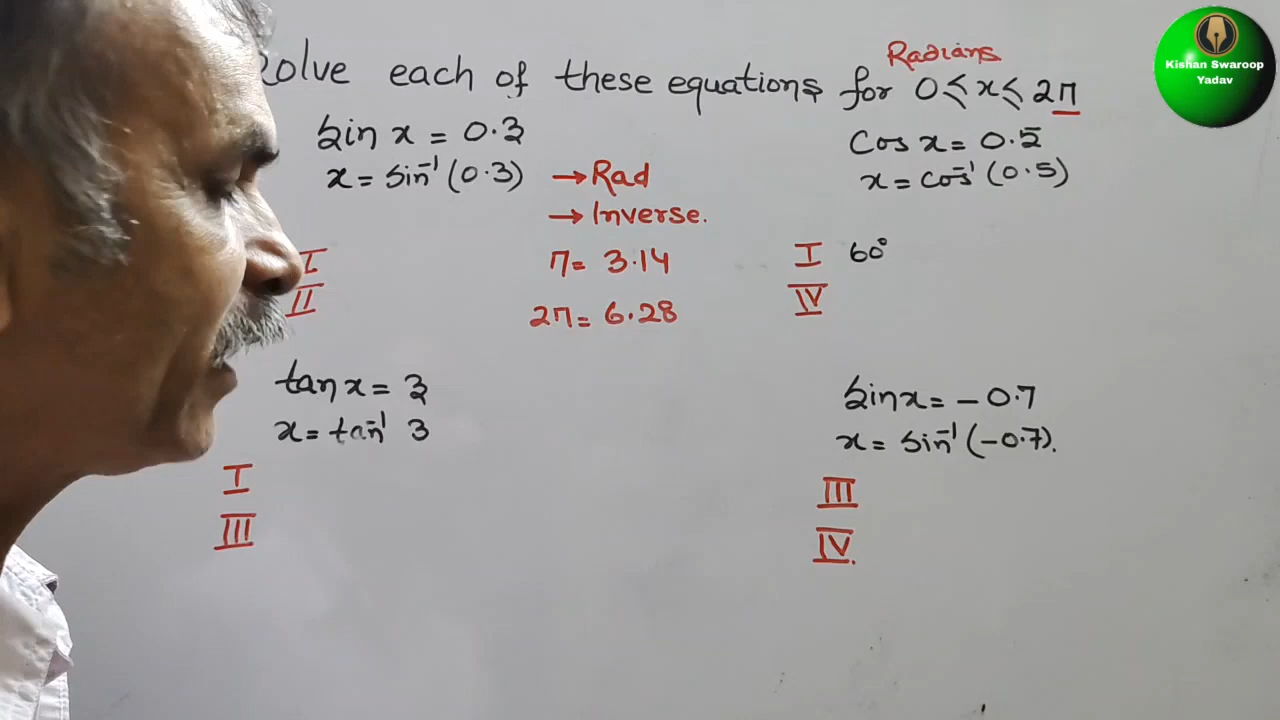 Radians
Solve each of these equations for 0 ≤ x ≤ 2π
Sin x = 0.3
x = Sin⁻¹ (0.3)
→ Rad
→ Inverse.
π = 3.14
2π = 6.28
I
II
Cos x = 0.5
x = cos⁻¹ (0.5)
I 60°
IV
tan x = 3
x = tan⁻¹ 3
I
III
Sin x = - 0.7
x = Sin⁻¹ (-0.7).
III
IV.
Kishan Swaroop
Yadav